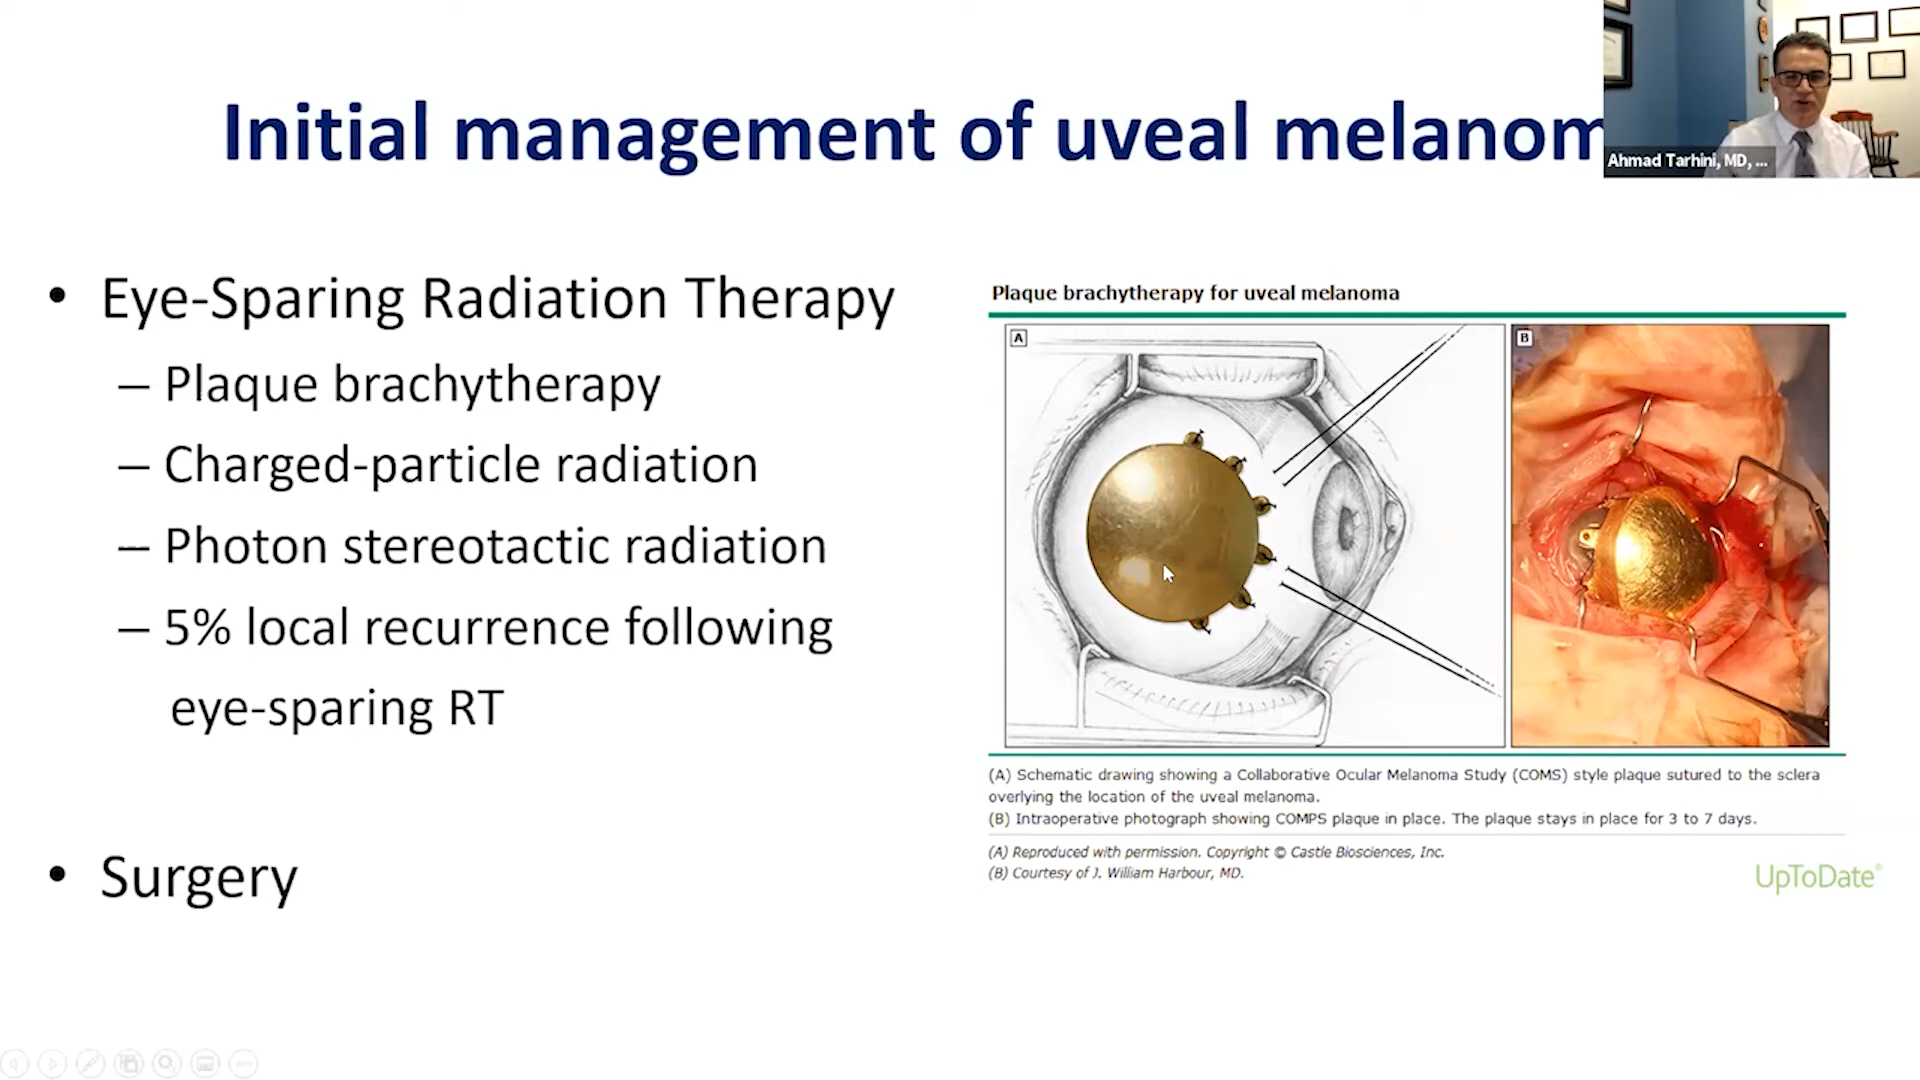 Initial management of uveal melanom
Ahmad Tarhini, MD, ...
• Eye-Sparing Radiation Therapy
– Plaque brachytherapy
– Charged-particle radiation
– Photon stereotactic radiation
– 5% local recurrence following
eye-sparing RT
• Surgery
Plaque brachytherapy for uveal melanoma
A
B
(A) Schematic drawing showing a Collaborative Ocular Melanoma Study (COMS) style plaque sutured to the sclera
overlying the location of the uveal melanoma.
(B) Intraoperative photograph showing COMPS plaque in place. The plaque stays in place for 3 to 7 days.
(A) Reproduced with permission. Copyright © Castle Biosciences, Inc.
(B) Courtesy of J. William Harbour, MD.
UpToDate®